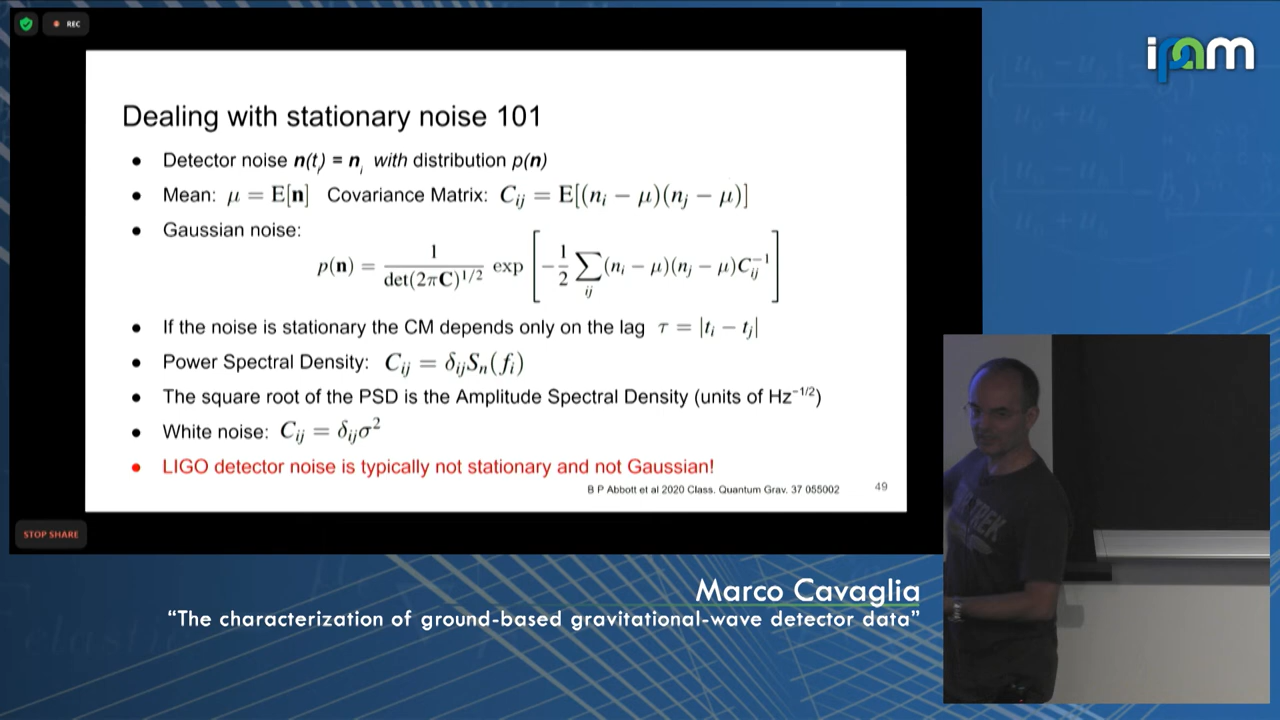 REC
ipam
Dealing with stationary noise 101
● Detector noise n(tᵢ) = nᵢ with distribution p(n)
● Mean: μ = E[n] Covariance Matrix: Cᵢⱼ = E[(nᵢ − μ)(nⱼ − μ)]
● Gaussian noise:
p(n) = 1 / det(2πC)^1/2 exp [ −1/2 ∑ᵢⱼ (nᵢ − μ)(nⱼ − μ)Cᵢⱼ⁻¹ ]
● If the noise is stationary the CM depends only on the lag τ = |tᵢ − tⱼ|
● Power Spectral Density: Cᵢⱼ = δᵢⱼSₙ(fᵢ)
● The square root of the PSD is the Amplitude Spectral Density (units of Hz⁻¹/²)
● White noise: Cᵢⱼ = δᵢⱼσ²
● LIGO detector noise is typically not stationary and not Gaussian!
B P Abbott et al 2020 Class. Quantum Grav. 37 055002 49
STOP SHARE
TREK
Marco Cavaglia
“The characterization of ground-based gravitational-wave detector data”